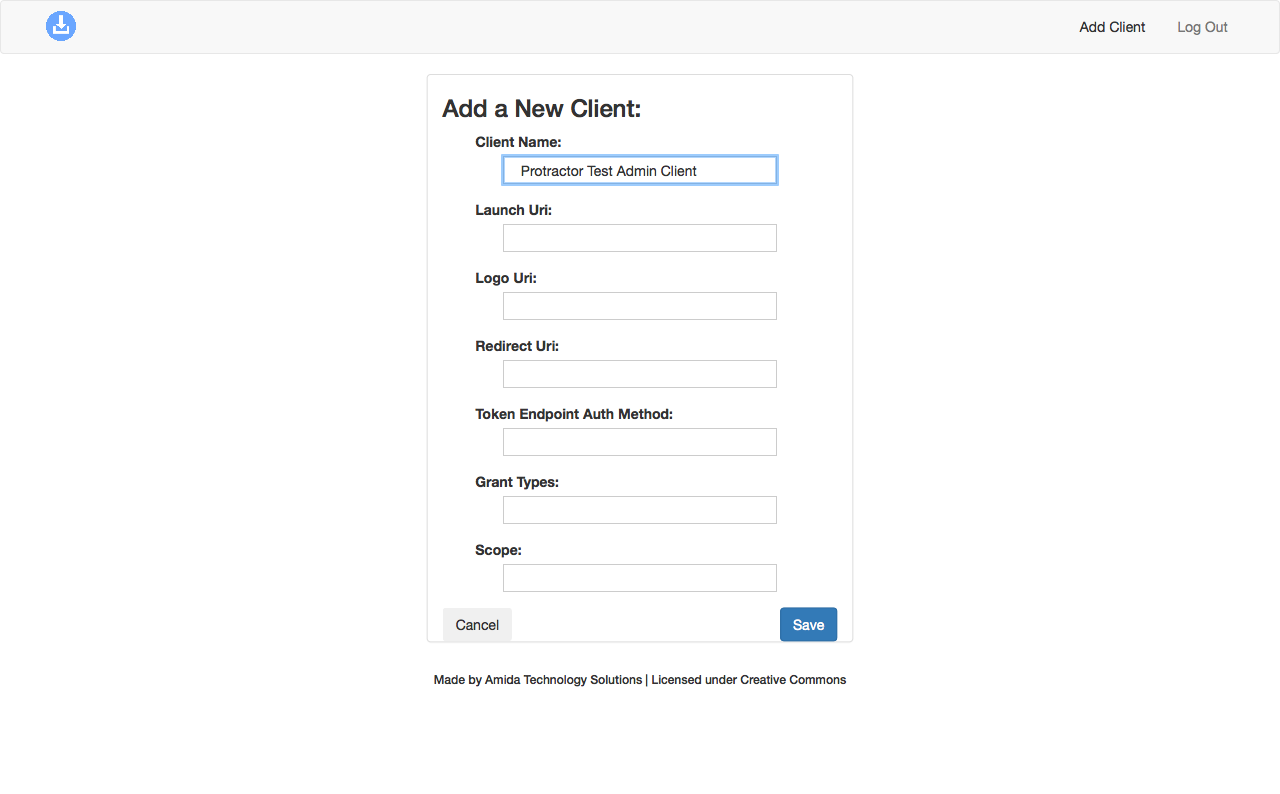 Add Client Log Out
Add a New Client:
Client Name:
Protractor Test Admin Client
Launch Uri:
Logo Uri:
Redirect Uri:
Token Endpoint Auth Method:
Grant Types:
Scope:
Cancel Save
Made by Amida Technology Solutions | Licensed under Creative Commons